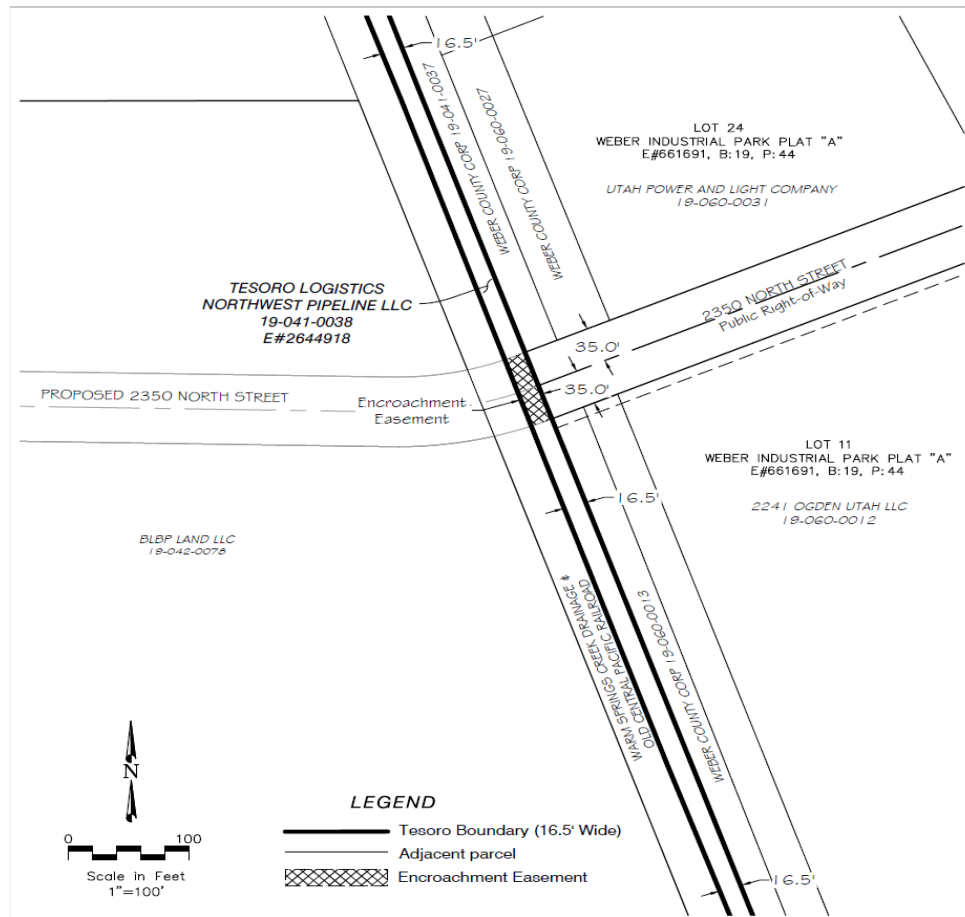 16.5'
WEBER COUNTY CORP 19-041-0037
WEBER COUNTY CORP 19-060-0027
LOT 24
WEBER INDUSTRIAL PARK PLAT "A"
E#661691, B:19, P:44
UTAH POWER AND LIGHT COMPANY
19-060-0031
TESORO LOGISTICS
NORTHWEST PIPELINE LLC
19-041-0038
E#2644918
2350 NORTH STREET
Public Right-of-Way
35.0'
35.0'
PROPOSED 2350 NORTH STREET
Encroachment
Easement
LOT 11
WEBER INDUSTRIAL PARK PLAT "A"
E#661691, B:19, P:44
2241 OGDEN UTAH LLC
19-060-0012
16.5'
BLBP LAND LLC
19-042-0078
WARM SPRINGS CREEK DRAINAGE &
OLD CENTRAL PACIFIC RAILROAD
WEBER COUNTY CORP 19-060-0013
N
0 100
Scale in Feet
1"=100'
LEGEND
Tesoro Boundary (16.5' Wide)
Adjacent parcel
Encroachment Easement
16.5'